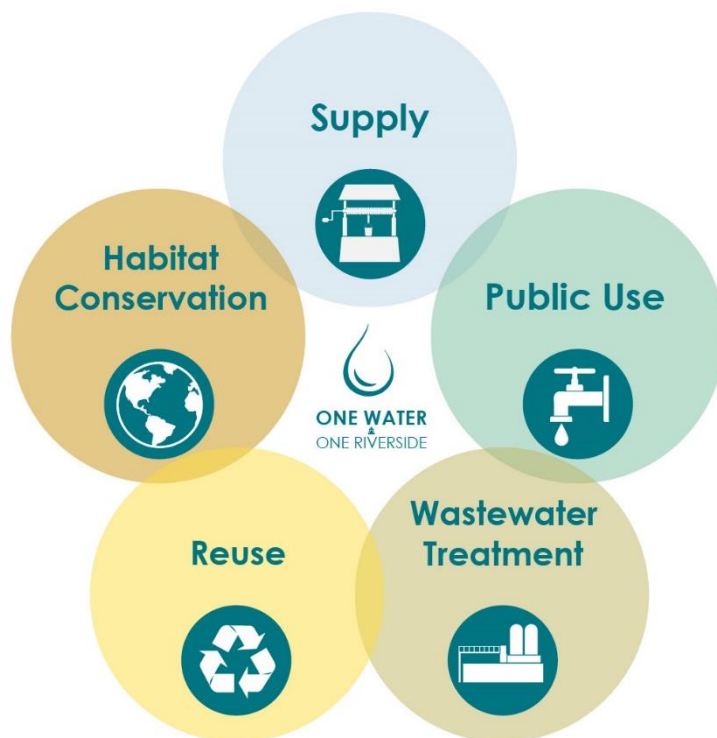 Supply
Habitat
Conservation
Public Use
ONE WATER
ONE RIVERSIDE
Reuse
Wastewater
Treatment